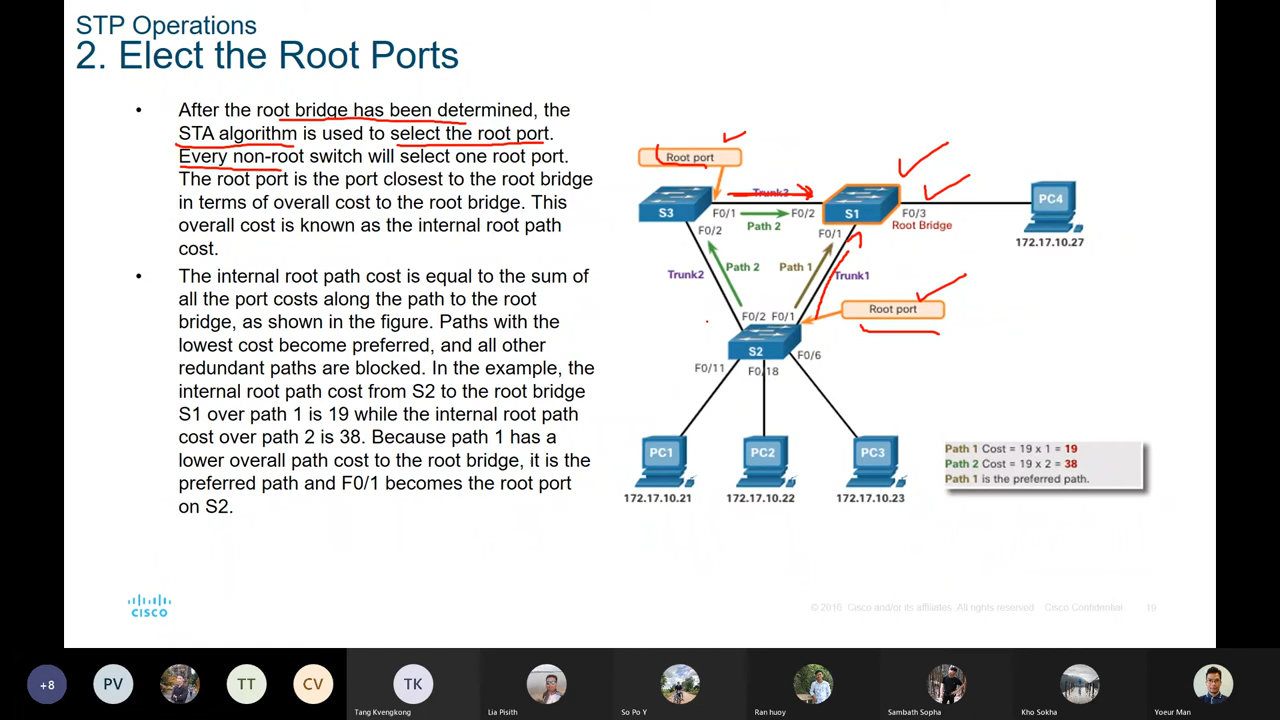 STP Operations
2. Elect the Root Ports
• After the root bridge has been determined, the
STA algorithm is used to select the root port.
Every non-root switch will select one root port.
The root port is the port closest to the root bridge
in terms of overall cost to the root bridge. This
overall cost is known as the internal root path
cost.
• The internal root path cost is equal to the sum of
all the port costs along the path to the root
bridge, as shown in the figure. Paths with the
lowest cost become preferred, and all other
redundant paths are blocked. In the example, the
internal root path cost from S2 to the root bridge
S1 over path 1 is 19 while the internal root path
cost over path 2 is 38. Because path 1 has a
lower overall path cost to the root bridge, it is the
preferred path and F0/1 becomes the root port
on S2.
Root port
Trunk3
S3
F0/1
Path 2
F0/2
S1
F0/3
Root Bridge
PC4
172.17.10.27
F0/2
F0/1
Trunk2
Path 2
Path 1
Trunk1
Root port
F0/2
F0/1
S2
F0/11
F0/18
F0/6
PC1
PC2
PC3
172.17.10.21
172.17.10.22
172.17.10.23
Path 1 Cost = 19 x 1 = 19
Path 2 Cost = 19 x 2 = 38
Path 1 is the preferred path.
CISCO
© 2016 Cisco and/or its affiliates. All rights reserved. Cisco Confidential
19
+8
PV
TT
CV
TK
Tang Kvengkong
Lia Pisith
So Po Y
Ran huoy
Sambath Sopha
Kho Sokha
Yoeur Man